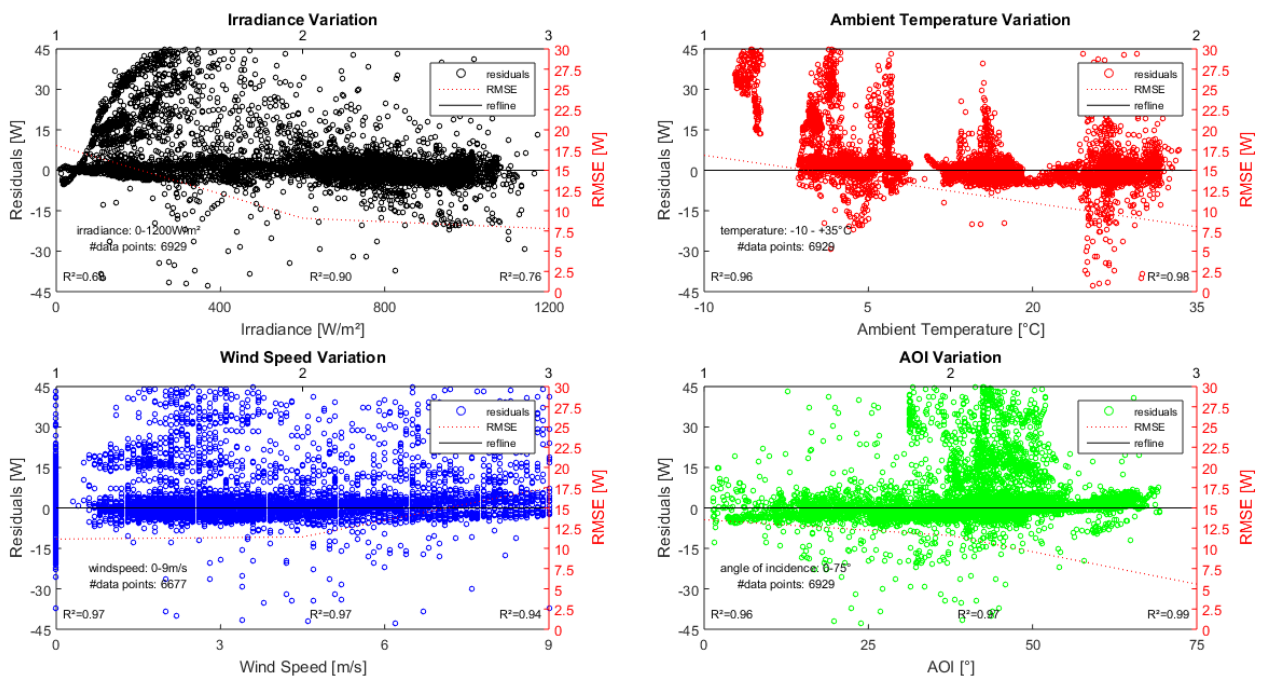 Irradiance Variation
1 2 3
45 30 15 0 -15 -30 -45
Residuals [W]
30 27.5 25 22.5 20 17.5 15 12.5 10 7.5 5 2.5 0
RMSE [W]
residuals
RMSE
refline
irradiance: 0-1200W/m²
#data points: 6929
R²=0.90 R²=0.76
0 400 800 1200
Irradiance [W/m²]
Ambient Temperature Variation
1 2
45 30 15 0 -15 -30 -45
Residuals [W]
30 27.5 25 22.5 20 17.5 15 12.5 10 7.5 5 2.5 0
RMSE [W]
residuals
RMSE
refline
temperature: -10 - +35°C
#data points: 6929
R²=0.96 R²=0.98
-10 5 20 35
Ambient Temperature [°C]
Wind Speed Variation
1 2 3
45 30 15 0 -15 -30 -45
Residuals [W]
30 27.5 25 22.5 20 17.5 15 12.5 10 7.5 5 2.5 0
RMSE [W]
residuals
RMSE
refline
windspeed: 0-9m/s
#data points: 6677
R²=0.97 R²=0.97 R²=0.94
0 3 6 9
Wind Speed [m/s]
AOI Variation
1 2 3
45 30 15 0 -15 -30 -45
Residuals [W]
30 27.5 25 22.5 20 17.5 15 12.5 10 7.5 5 2.5 0
RMSE [W]
residuals
RMSE
refline
angle of incidence: 0-75°
#data points: 6929
R²=0.96 R²=0.97 R²=0.99
0 25 50 75
AOI [°]